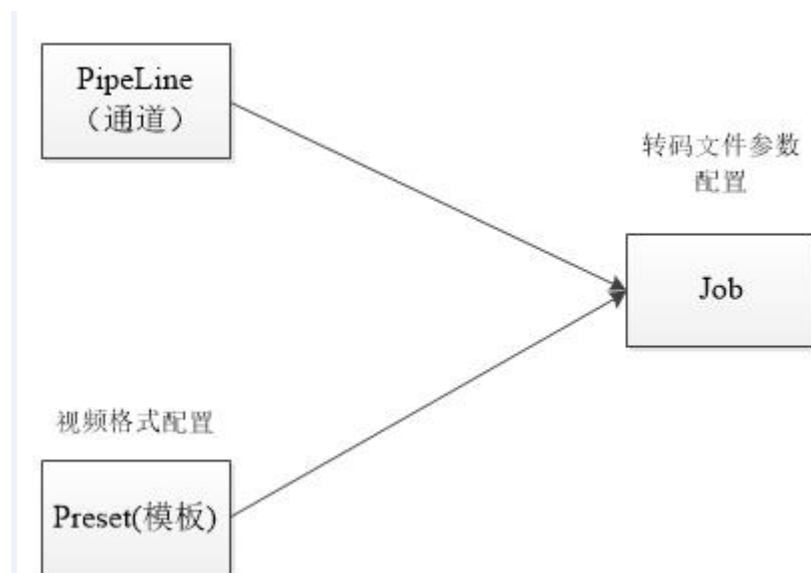 PipeLine
（通道）
转码文件参数
配置
Job
视频格式配置
Preset(模板)